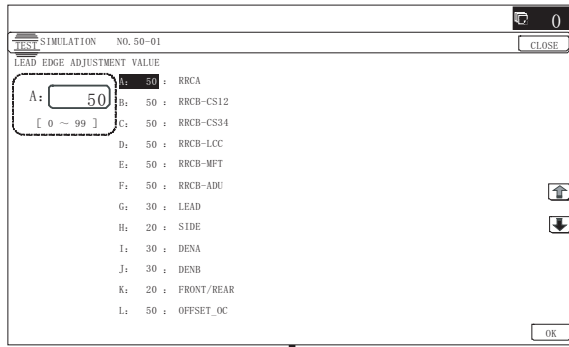 0
TEST SIMULATION NO. 50-01
CLOSE
LEAD EDGE ADJUSTMENT VALUE
A: 50
[ 0 ~ 99 ]
A: 50 : RRCA
B: 50 : RRCB-CS12
C: 50 : RRCB-CS34
D: 50 : RRCB-LCC
E: 50 : RRCB-MFT
F: 50 : RRCB-ADU
G: 30 : LEAD
H: 20 : SIDE
I: 30 : DENA
J: 30 : DENB
K: 20 : FRONT/REAR
L: 50 : OFFSET_OC
OK